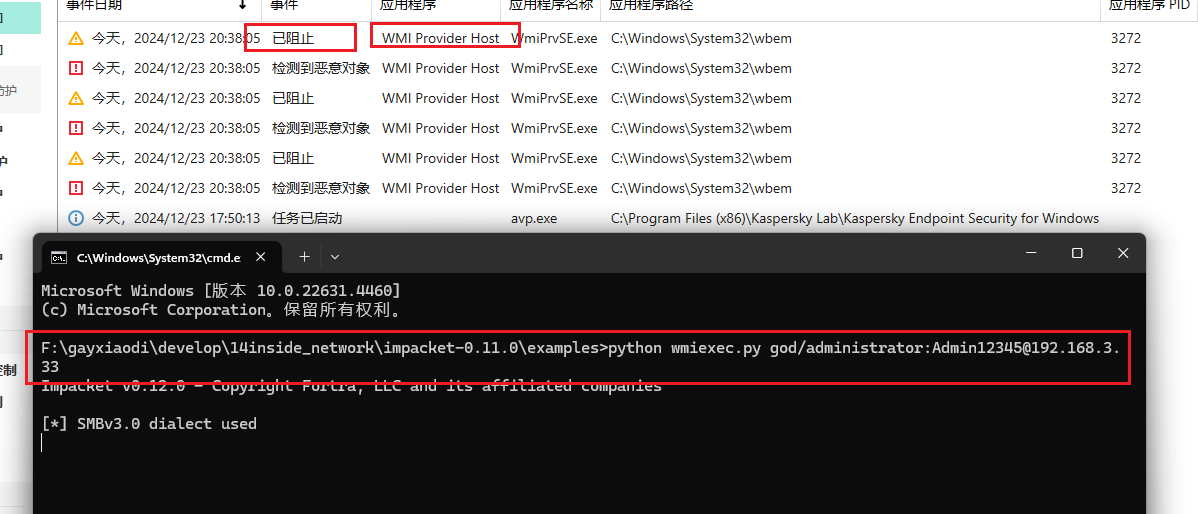 事件日期 事件 应用程序 应用程序名称 应用程序路径 应用程序 PID
今天，2024/12/23 20:38:05 已阻止 WMI Provider Host WmiPrvSE.exe C:\Windows\System32\wbem 3272
今天，2024/12/23 20:38:05 检测到恶意对象 WMI Provider Host WmiPrvSE.exe C:\Windows\System32\wbem 3272
今天，2024/12/23 20:38:05 已阻止 WMI Provider Host WmiPrvSE.exe C:\Windows\System32\wbem 3272
防护
今天，2024/12/23 20:38:05 检测到恶意对象 WMI Provider Host WmiPrvSE.exe C:\Windows\System32\wbem 3272
今天，2024/12/23 20:38:05 已阻止 WMI Provider Host WmiPrvSE.exe C:\Windows\System32\wbem 3272
今天，2024/12/23 20:38:05 检测到恶意对象 WMI Provider Host WmiPrvSE.exe C:\Windows\System32\wbem 3272
今天，2024/12/23 17:50:13 任务已启动 avp.exe C:\Program Files (x86)\Kaspersky Lab\Kaspersky Endpoint Security for Windows
C:\Windows\System32\cmd.e
Microsoft Windows [版本 10.0.22631.4460]
(c) Microsoft Corporation。保留所有权利。
F:\gayxiaodi\develop\14inside_network\impacket-0.11.0\examples>python wmiexec.py god/administrator:Admin12345@192.168.3.
33
控制
Impacket v0.12.0 - Copyright Fortra, LLC and its affiliated companies
[*] SMBv3.0 dialect used